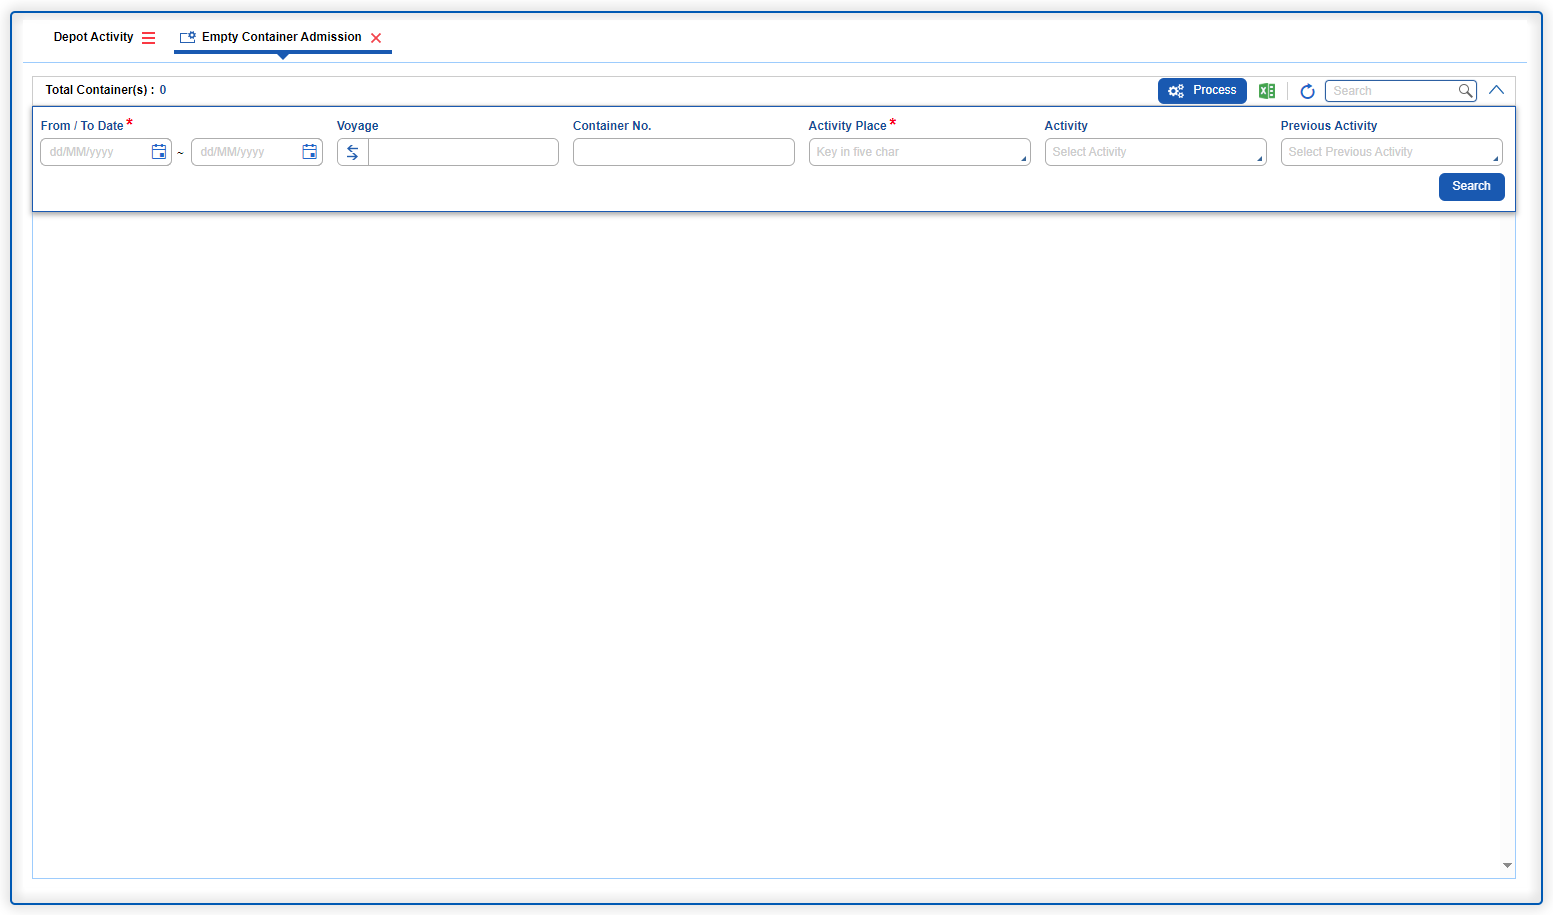 Depot Activity
Empty Container Admission
Total Container(s) : 0
Process
Search
From / To Date *
Voyage
Container No.
Activity Place *
Activity
Previous Activity
dd/MM/yyyy
~
dd/MM/yyyy
Key in five char
Select Activity
Select Previous Activity
Search